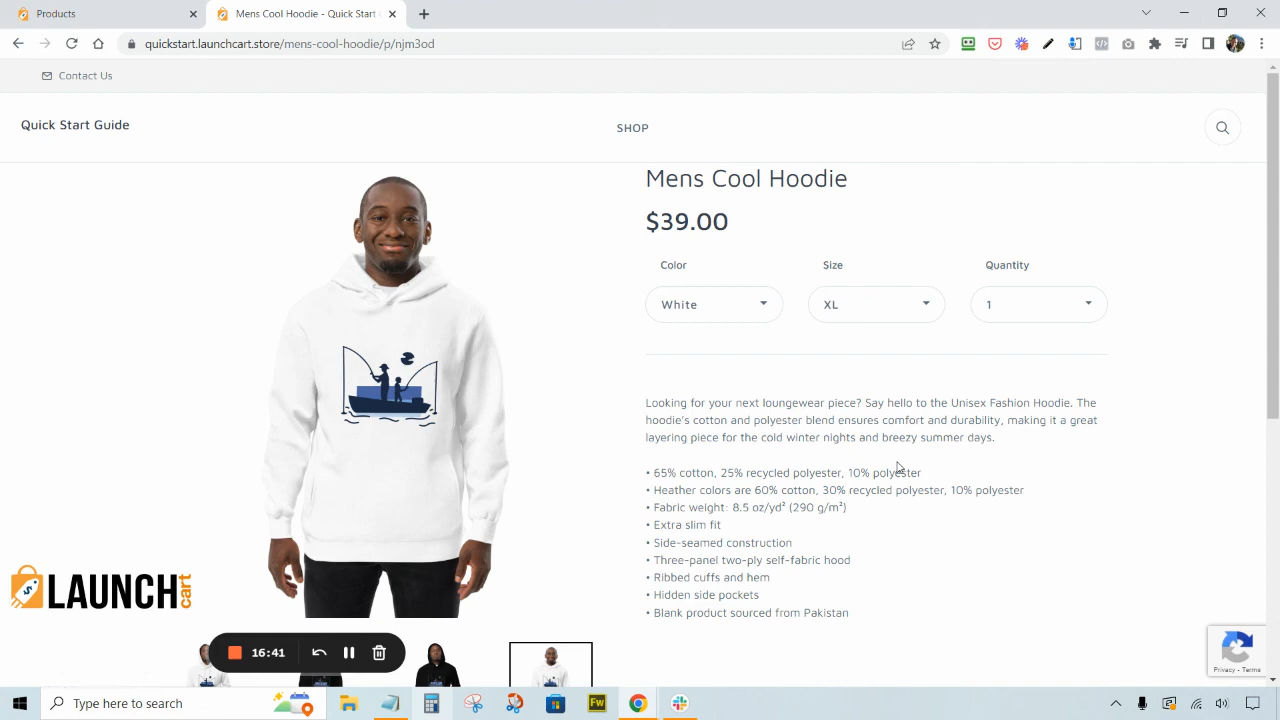 Products
Mens Cool Hoodie - Quick Start
quickstart.launchcart.store/mens-cool-hoodie/p/njm3od
Contact Us
Quick Start Guide
SHOP
Mens Cool Hoodie
$39.00
Color
Size
Quantity
White
XL
1
Looking for your next loungewear piece? Say hello to the Unisex Fashion Hoodie. The
hoodie's cotton and polyester blend ensures comfort and durability, making it a great
layering piece for the cold winter nights and breezy summer days.
• 65% cotton, 25% recycled polyester, 10% polyester
• Heather colors are 60% cotton, 30% recycled polyester, 10% polyester
• Fabric weight: 8.5 oz/yd² (290 g/m²)
• Extra slim fit
• Side-seamed construction
• Three-panel two-ply self-fabric hood
• Ribbed cuffs and hem
• Hidden side pockets
• Blank product sourced from Pakistan
LAUNCH cart
16:41
Privacy - Terms
Type here to search
Fw